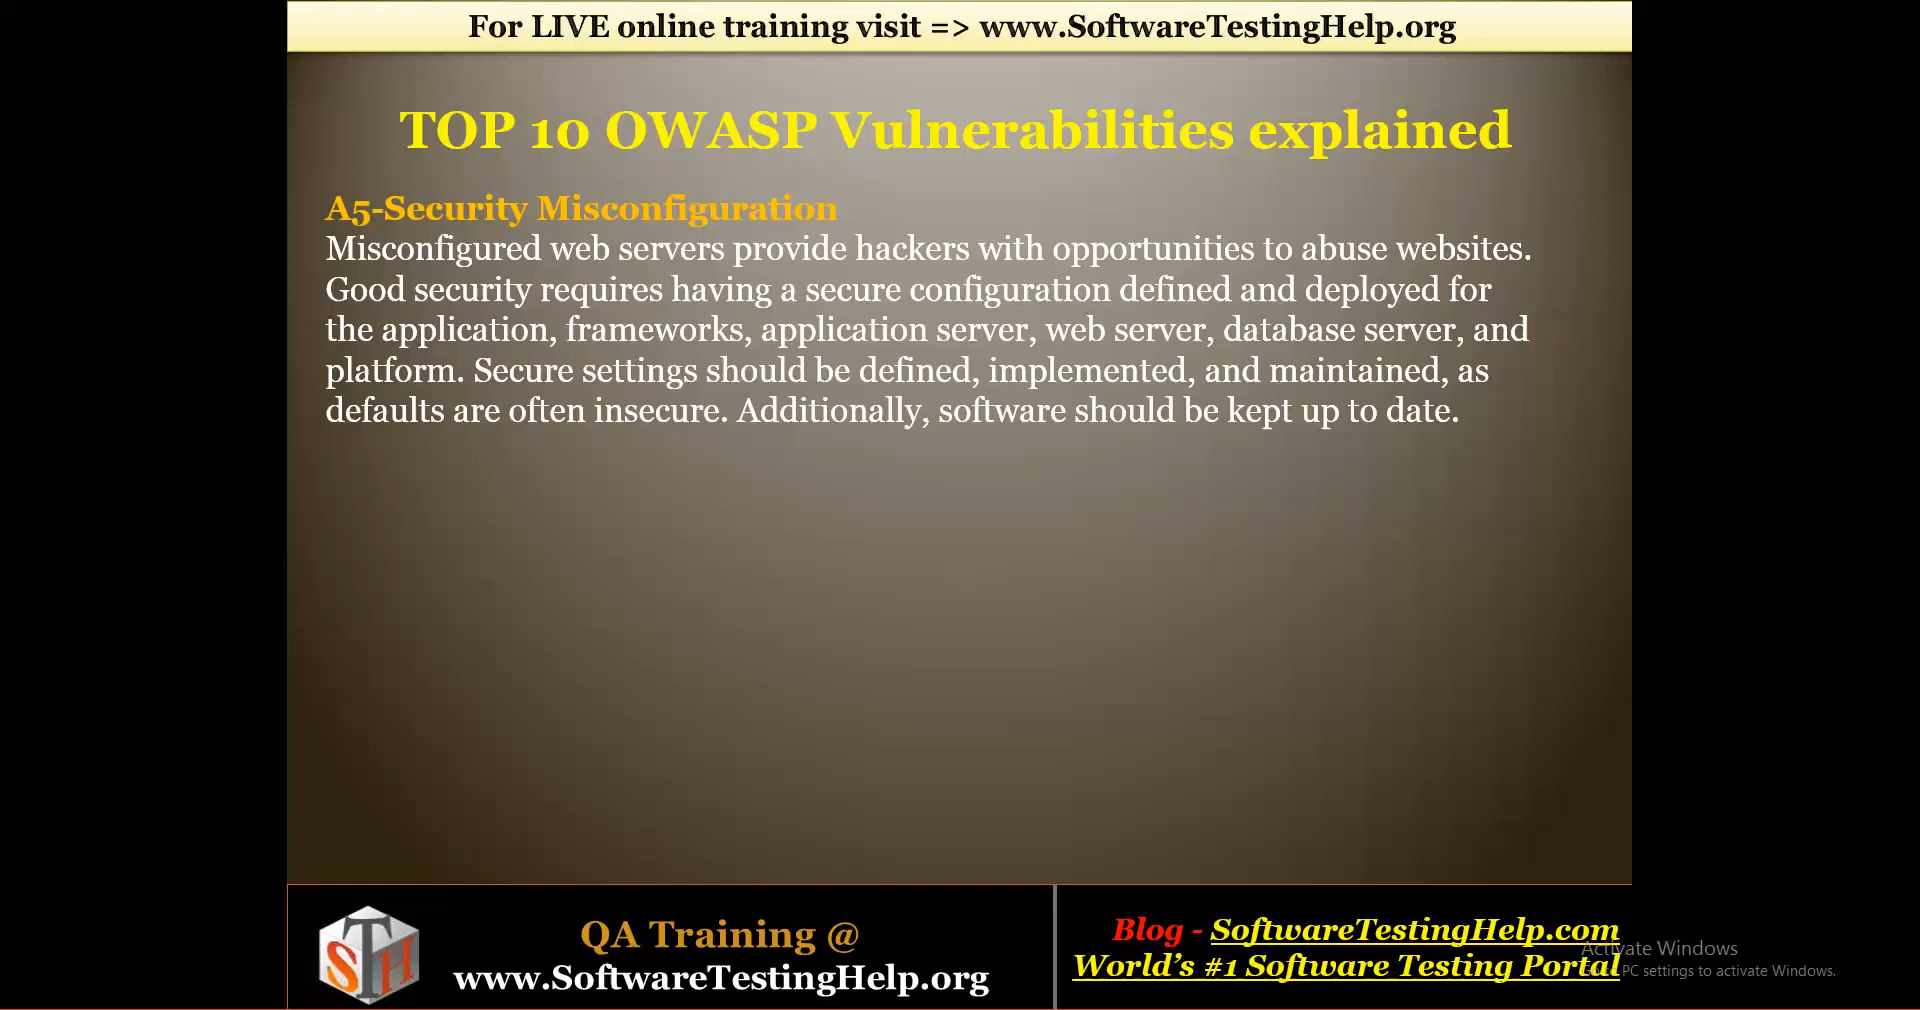 For LIVE online training visit => www.SoftwareTestingHelp.org
TOP 10 OWASP Vulnerabilities explained
A5-Security Misconfiguration
Misconfigured web servers provide hackers with opportunities to abuse websites.
Good security requires having a secure configuration defined and deployed for
the application, frameworks, application server, web server, database server, and
platform. Secure settings should be defined, implemented, and maintained, as
defaults are often insecure. Additionally, software should be kept up to date.
STH
QA Training @
www.SoftwareTestingHelp.org
Blog - SoftwareTestingHelp.com
World's #1 Software Testing Portal
Activate Windows
PC settings to activate Windows.